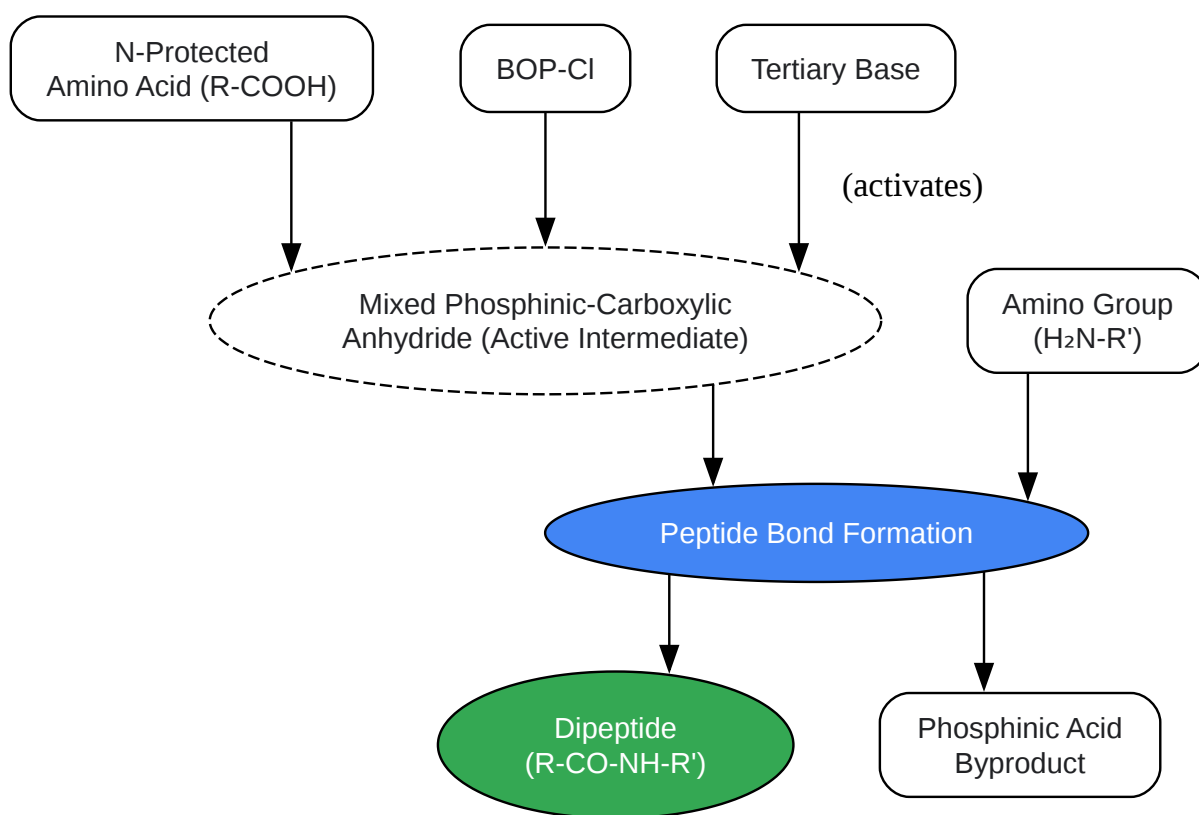 N-Protected
Amino Acid (R-COOH)
BOP-Cl
Tertiary Base
(activates)
Mixed Phosphinic-Carboxylic
Anhydride (Active Intermediate)
Amino Group
(H₂N-R')
Peptide Bond Formation
Dipeptide
(R-CO-NH-R')
Phosphinic Acid
Byproduct